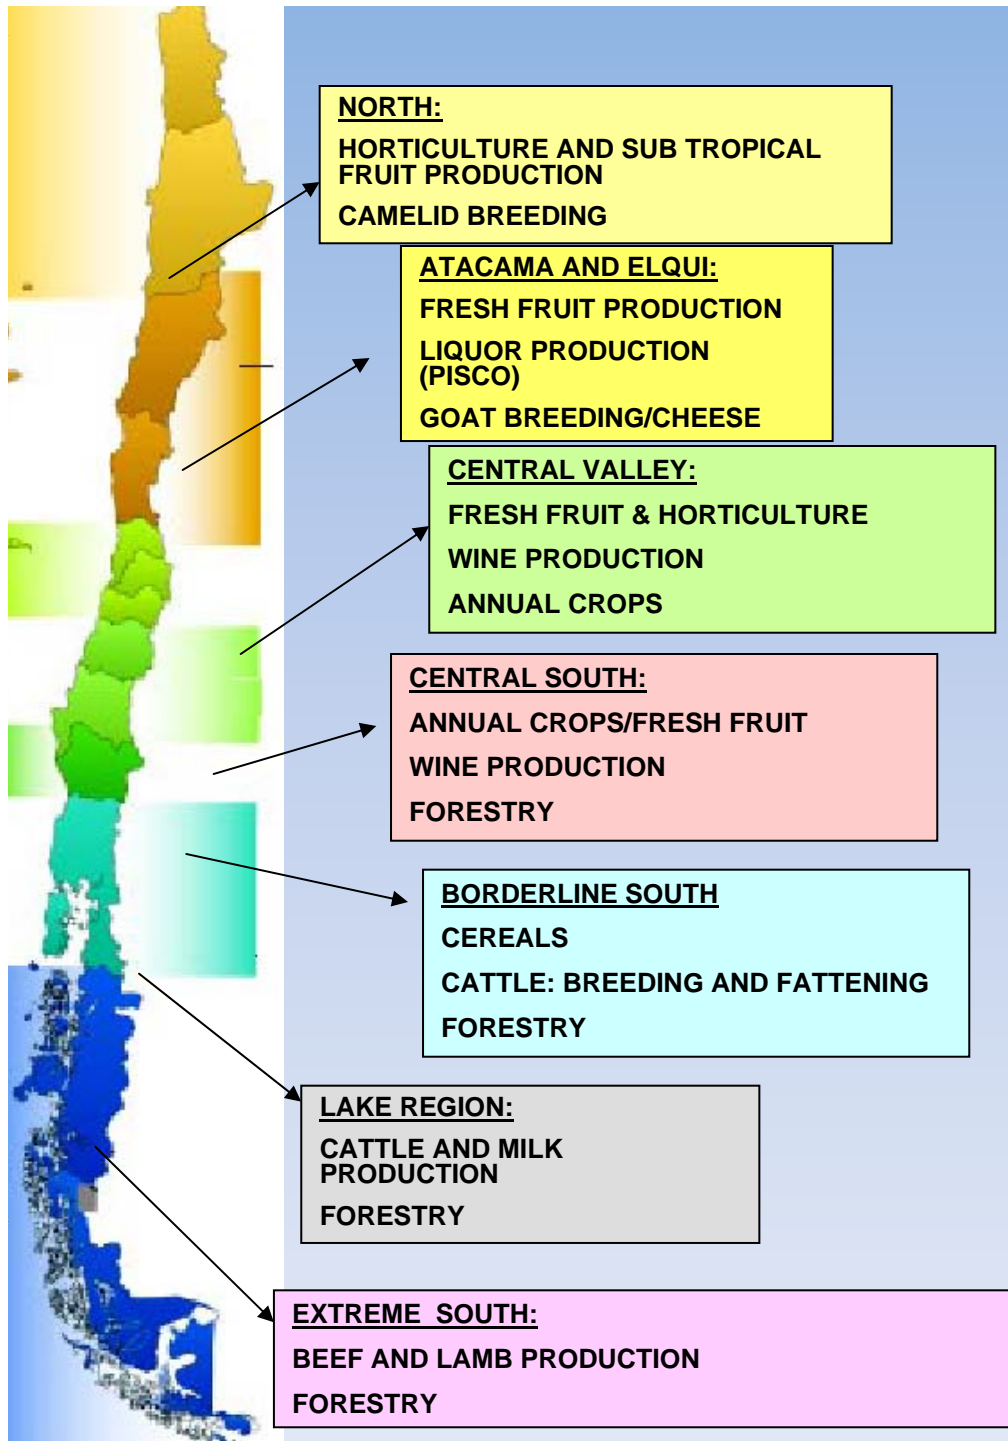 NORTH:
HORTICULTURE AND SUB TROPICAL
FRUIT PRODUCTION
CAMELID BREEDING
ATACAMA AND ELQUI:
FRESH FRUIT PRODUCTION
LIQUOR PRODUCTION
(PISCO)
GOAT BREEDING/CHEESE
CENTRAL VALLEY:
FRESH FRUIT & HORTICULTURE
WINE PRODUCTION
ANNUAL CROPS
CENTRAL SOUTH:
ANNUAL CROPS/FRESH FRUIT
WINE PRODUCTION
FORESTRY
BORDERLINE SOUTH
CEREALS
CATTLE: BREEDING AND FATTENING
FORESTRY
LAKE REGION:
CATTLE AND MILK
PRODUCTION
FORESTRY
EXTREME SOUTH:
BEEF AND LAMB PRODUCTION
FORESTRY